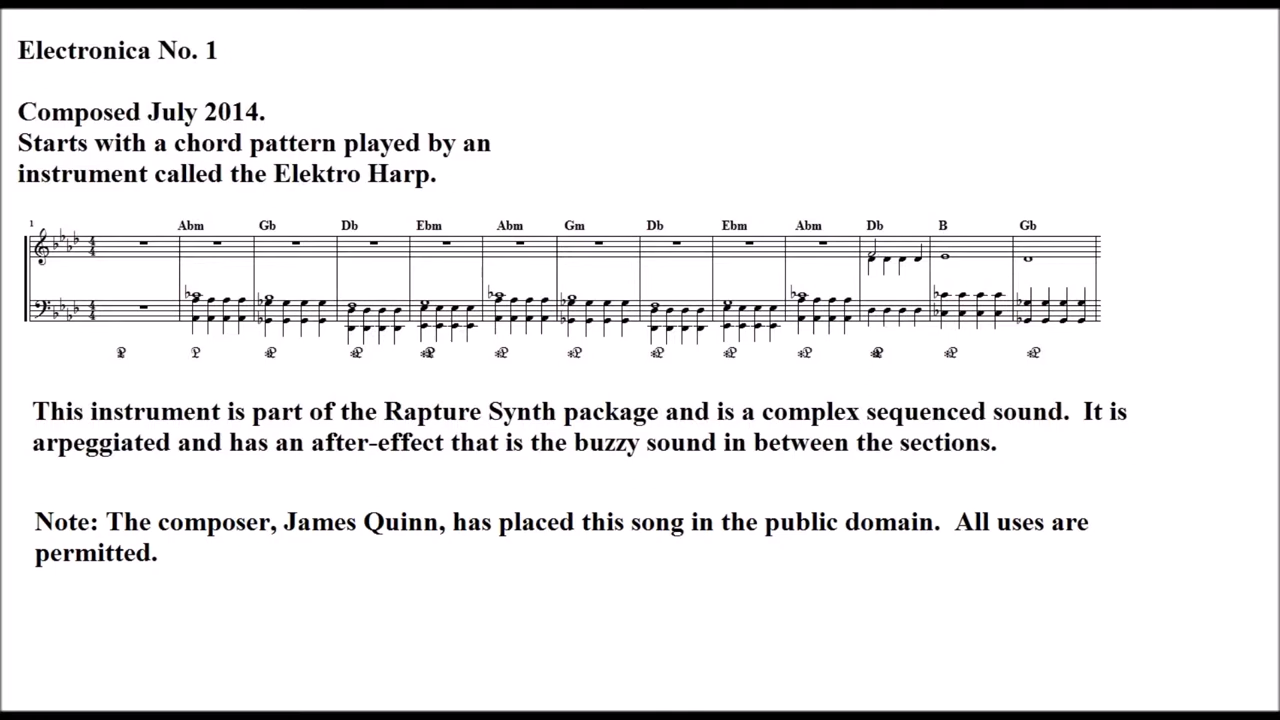 Electronica No. 1
Composed July 2014.
Starts with a chord pattern played by an
instrument called the Elektro Harp.
1
Abm Gb Db Ebm Abm Gm Db Ebm Abm Db B Gb
4 4
4 4
This instrument is part of the Rapture Synth package and is a complex sequenced sound. It is
arpeggiated and has an after-effect that is the buzzy sound in between the sections.
Note: The composer, James Quinn, has placed this song in the public domain. All uses are
permitted.